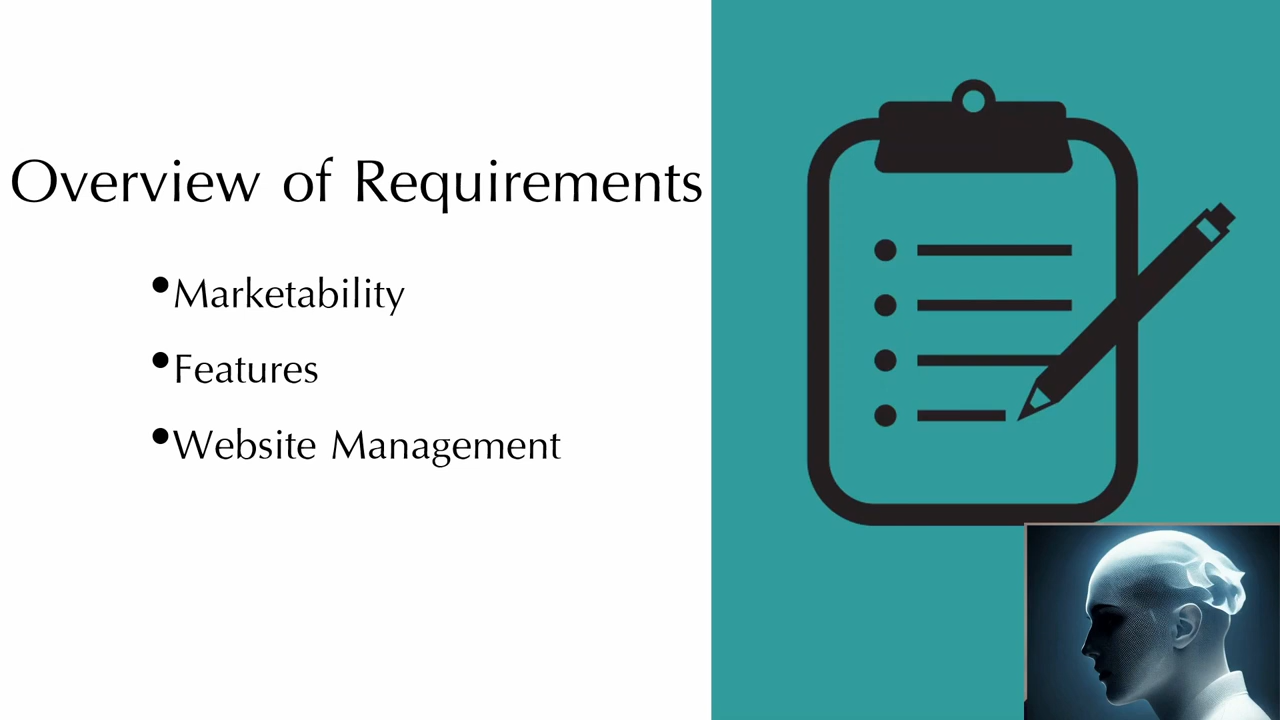 Overview of Requirements
•Marketability
•Features
•Website Management